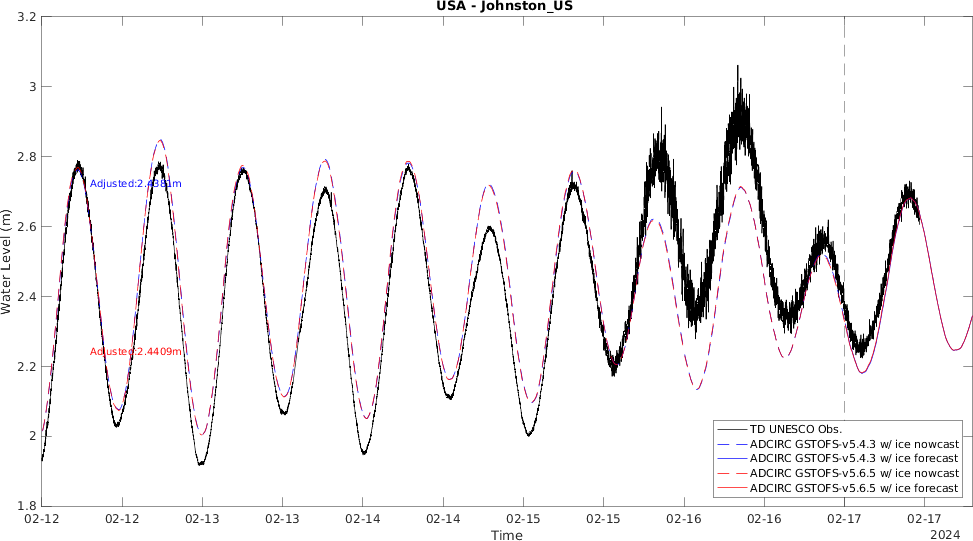 USA - Johnston_US
3.2
3
2.8
2.6
2.4
2.2
2
1.8
Water Level (m)
Adjusted:2.4381m
Adjusted:2.4409m
TD UNESCO Obs.
ADCIRC GSTOFS-v5.4.3 w/ ice nowcast
ADCIRC GSTOFS-v5.4.3 w/ ice forecast
ADCIRC GSTOFS-v5.6.5 w/ ice nowcast
ADCIRC GSTOFS-v5.6.5 w/ ice forecast
02-12 02-12 02-13 02-13 02-14 02-14 02-15 02-15 02-16 02-16 02-17 02-17
Time
2024